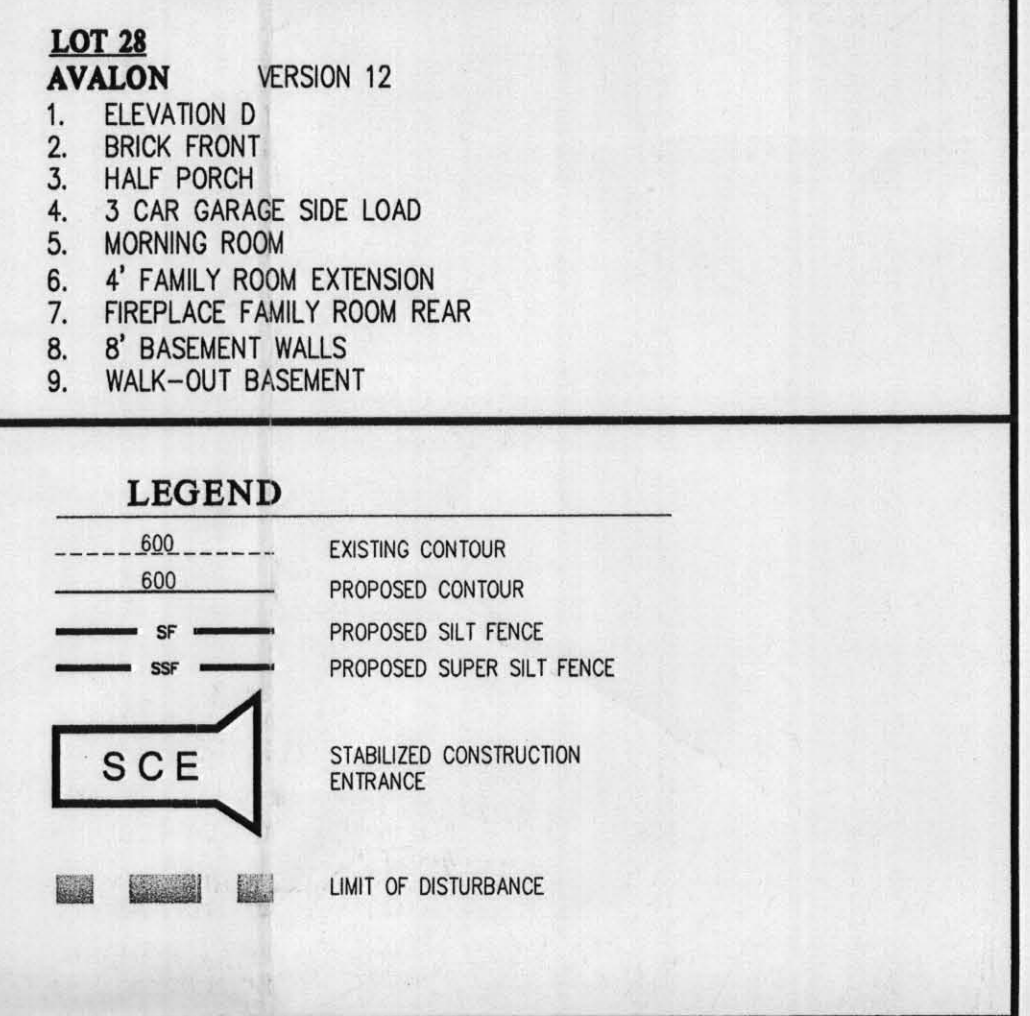 LOT 28
AVALON VERSION 12
1. ELEVATION D
2. BRICK FRONT
3. HALF PORCH
4. 3 CAR GARAGE SIDE LOAD
5. MORNING ROOM
6. 4' FAMILY ROOM EXTENSION
7. FIREPLACE FAMILY ROOM REAR
8. 8' BASEMENT WALLS
9. WALK-OUT BASEMENT
LEGEND
600 EXISTING CONTOUR
600 PROPOSED CONTOUR
SF PROPOSED SILT FENCE
SSF PROPOSED SUPER SILT FENCE
SCE STABILIZED CONSTRUCTION
ENTRANCE
LIMIT OF DISTURBANCE